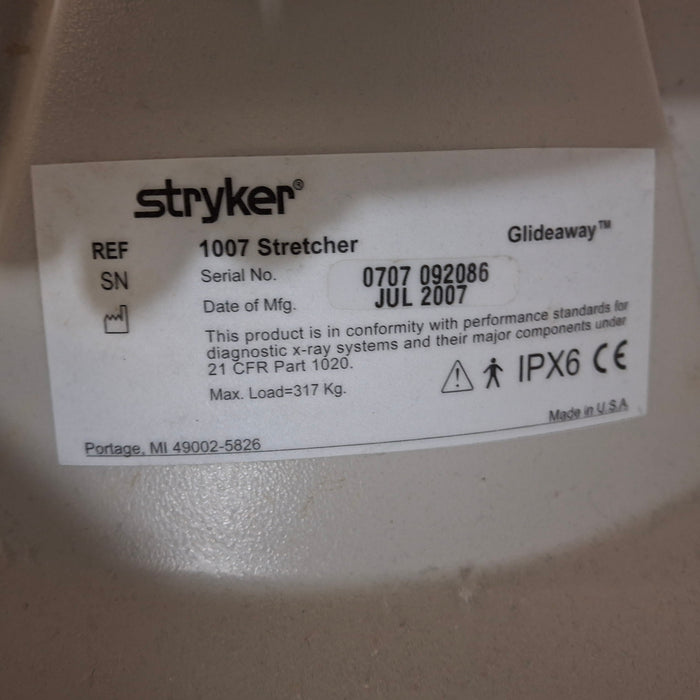 stryker®
REF 1007 Stretcher Glideaway™
SN Serial No. 0707 092086
Date of Mfg. JUL 2007
This product is in conformity with performance standards for
diagnostic x-ray systems and their major components under
21 CFR Part 1020.
IPX6 CE
Max. Load=317 Kg.
Made in U.S.A
Portage, MI 49002-5826